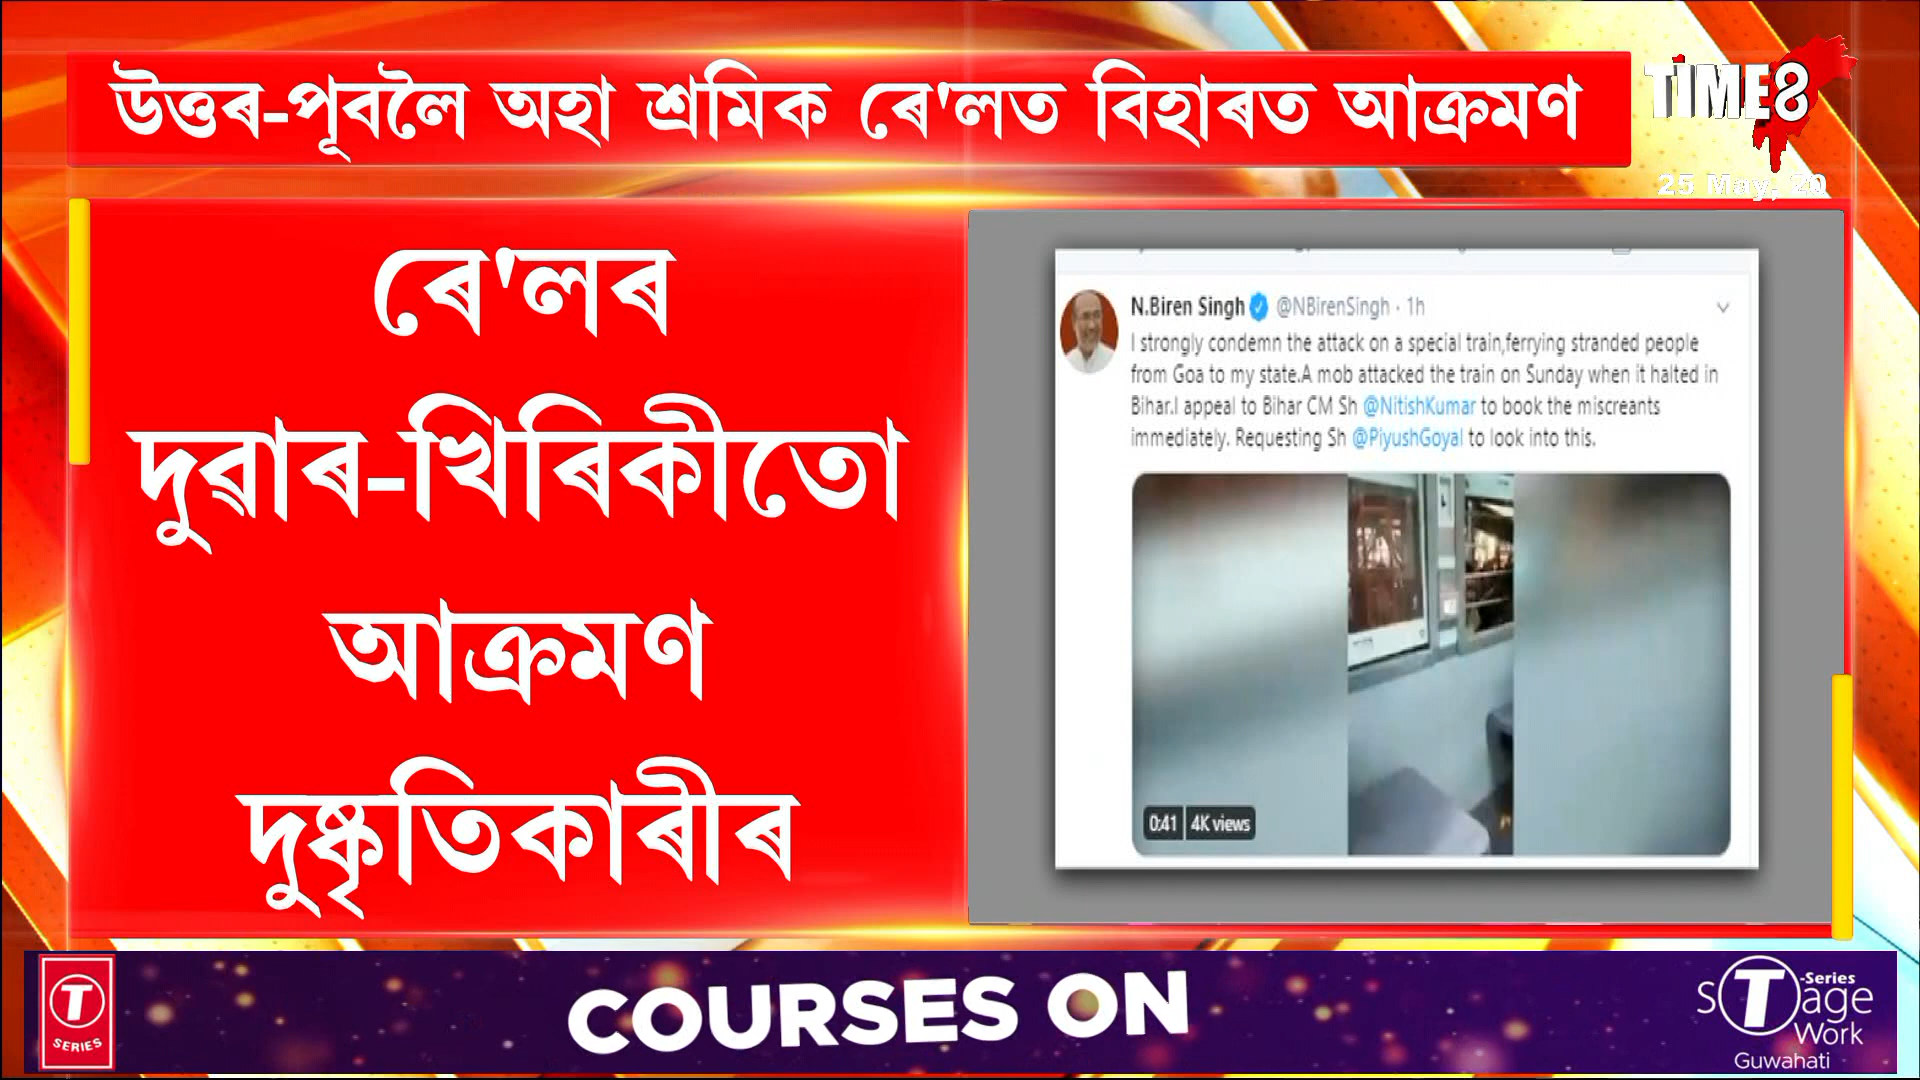 উত্তৰ-পূবলৈ অহা শ্ৰমিক ৰে'লত বিহাৰত আক্ৰমণ
TIME8
25 May, 20
ৰে'লৰ
দুৱাৰ-খিৰিকীতো
আক্ৰমণ
দুষ্কৃতিকাৰীৰ
N.Biren Singh @NBirenSingh · 1h
I strongly condemn the attack on a special train,ferrying stranded people
from Goa to my state.A mob attacked the train on Sunday when it halted in
Bihar.I appeal to Bihar CM Sh @NitishKumar to book the miscreants
immediately. Requesting Sh @PiyushGoyal to look into this.
0:41 4K views
T
SERIES
COURSES ON
T-Series
Stage
Work
Guwahati